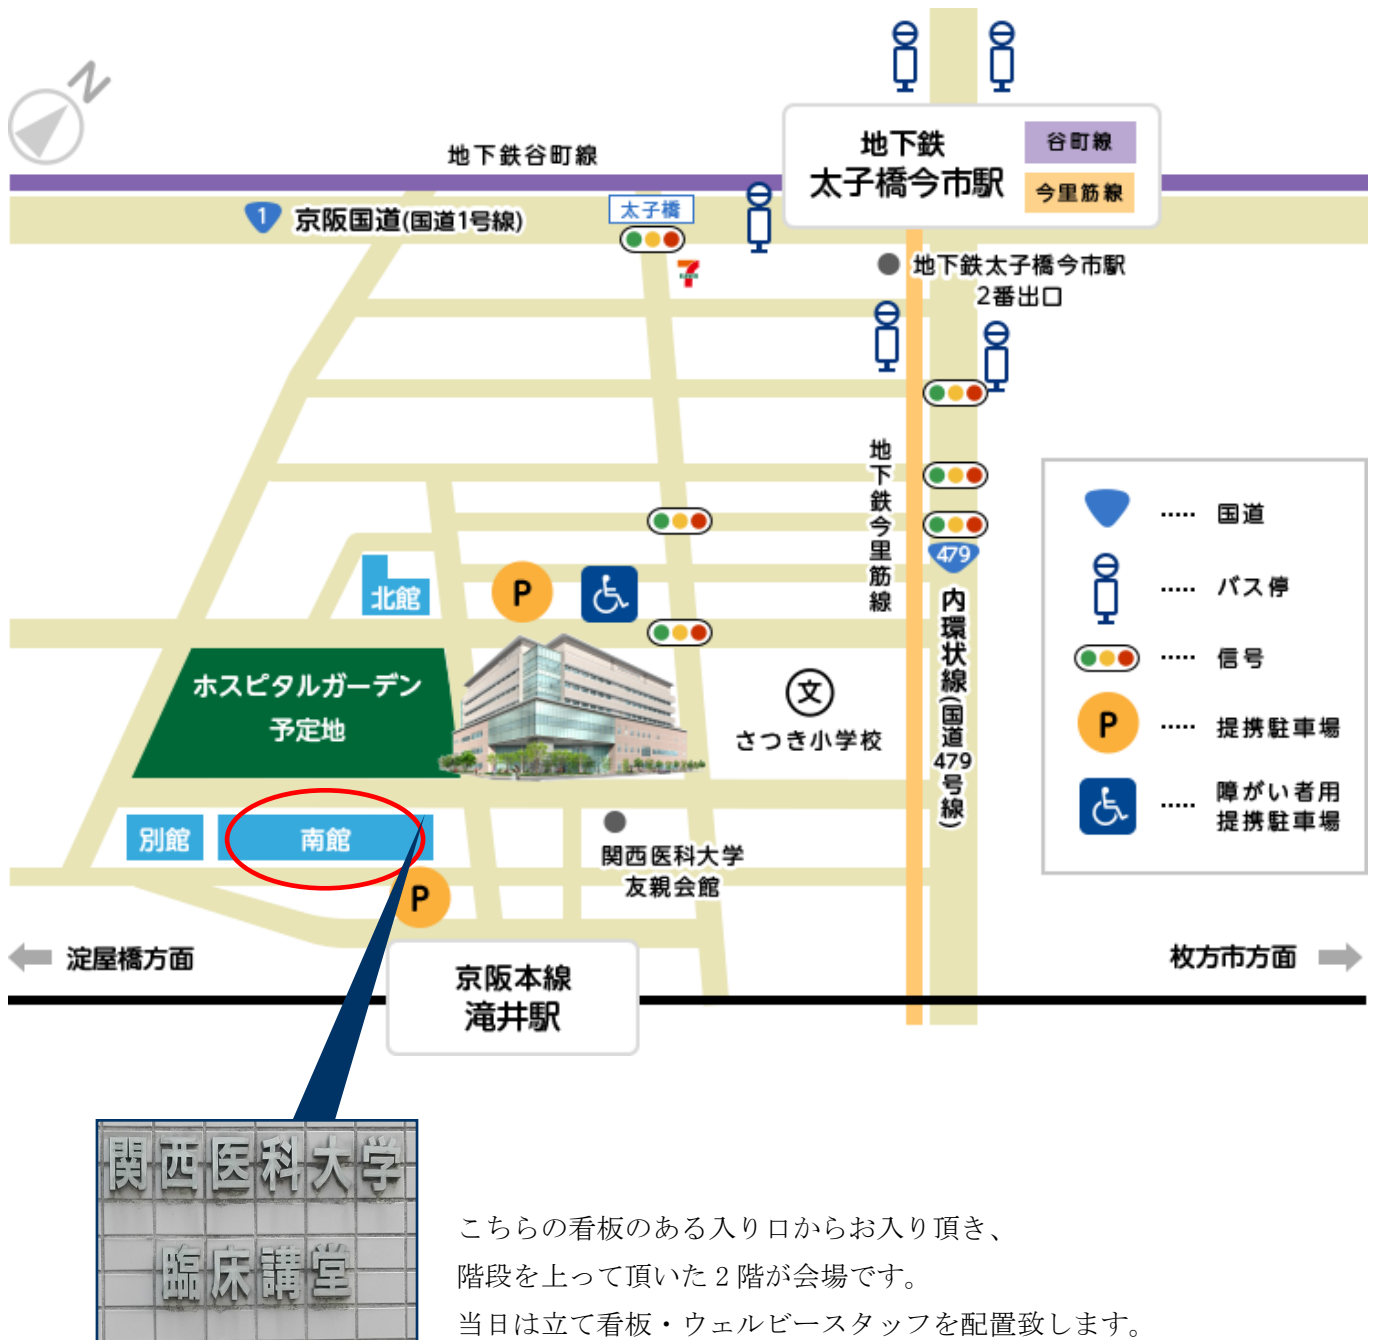 N
地下鉄谷町線
地下鉄
太子橋今市駅
谷町線
今里筋線
1
京阪国道(国道1号線)
太子橋
7
地下鉄太子橋今市駅
2番出口
地下鉄今里筋線
479
内環状線(国道479号線)
国道
バス停
信号
P
提携駐車場
障がい者用
提携駐車場
北館
P
ホスピタルガーデン
予定地
文
さつき小学校
別館
南館
関西医科大学
友親会館
P
淀屋橋方面
枚方市方面
京阪本線
滝井駅
関西医科大学
臨床講堂
こちらの看板のある入り口からお入り頂き、
階段を上って頂いた2階が会場です。
当日は立て看板・ウェルビースタッフを配置致します。